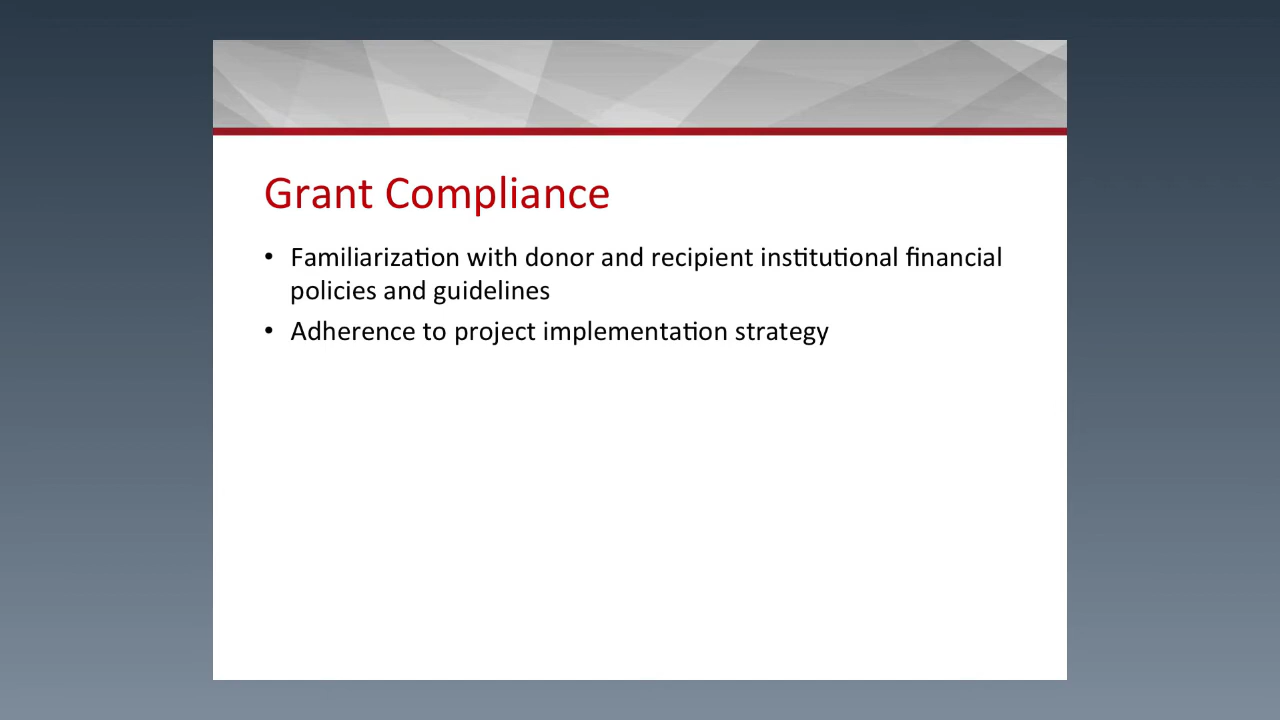 Grant Compliance
• Familiarization with donor and recipient institutional financial
policies and guidelines
• Adherence to project implementation strategy